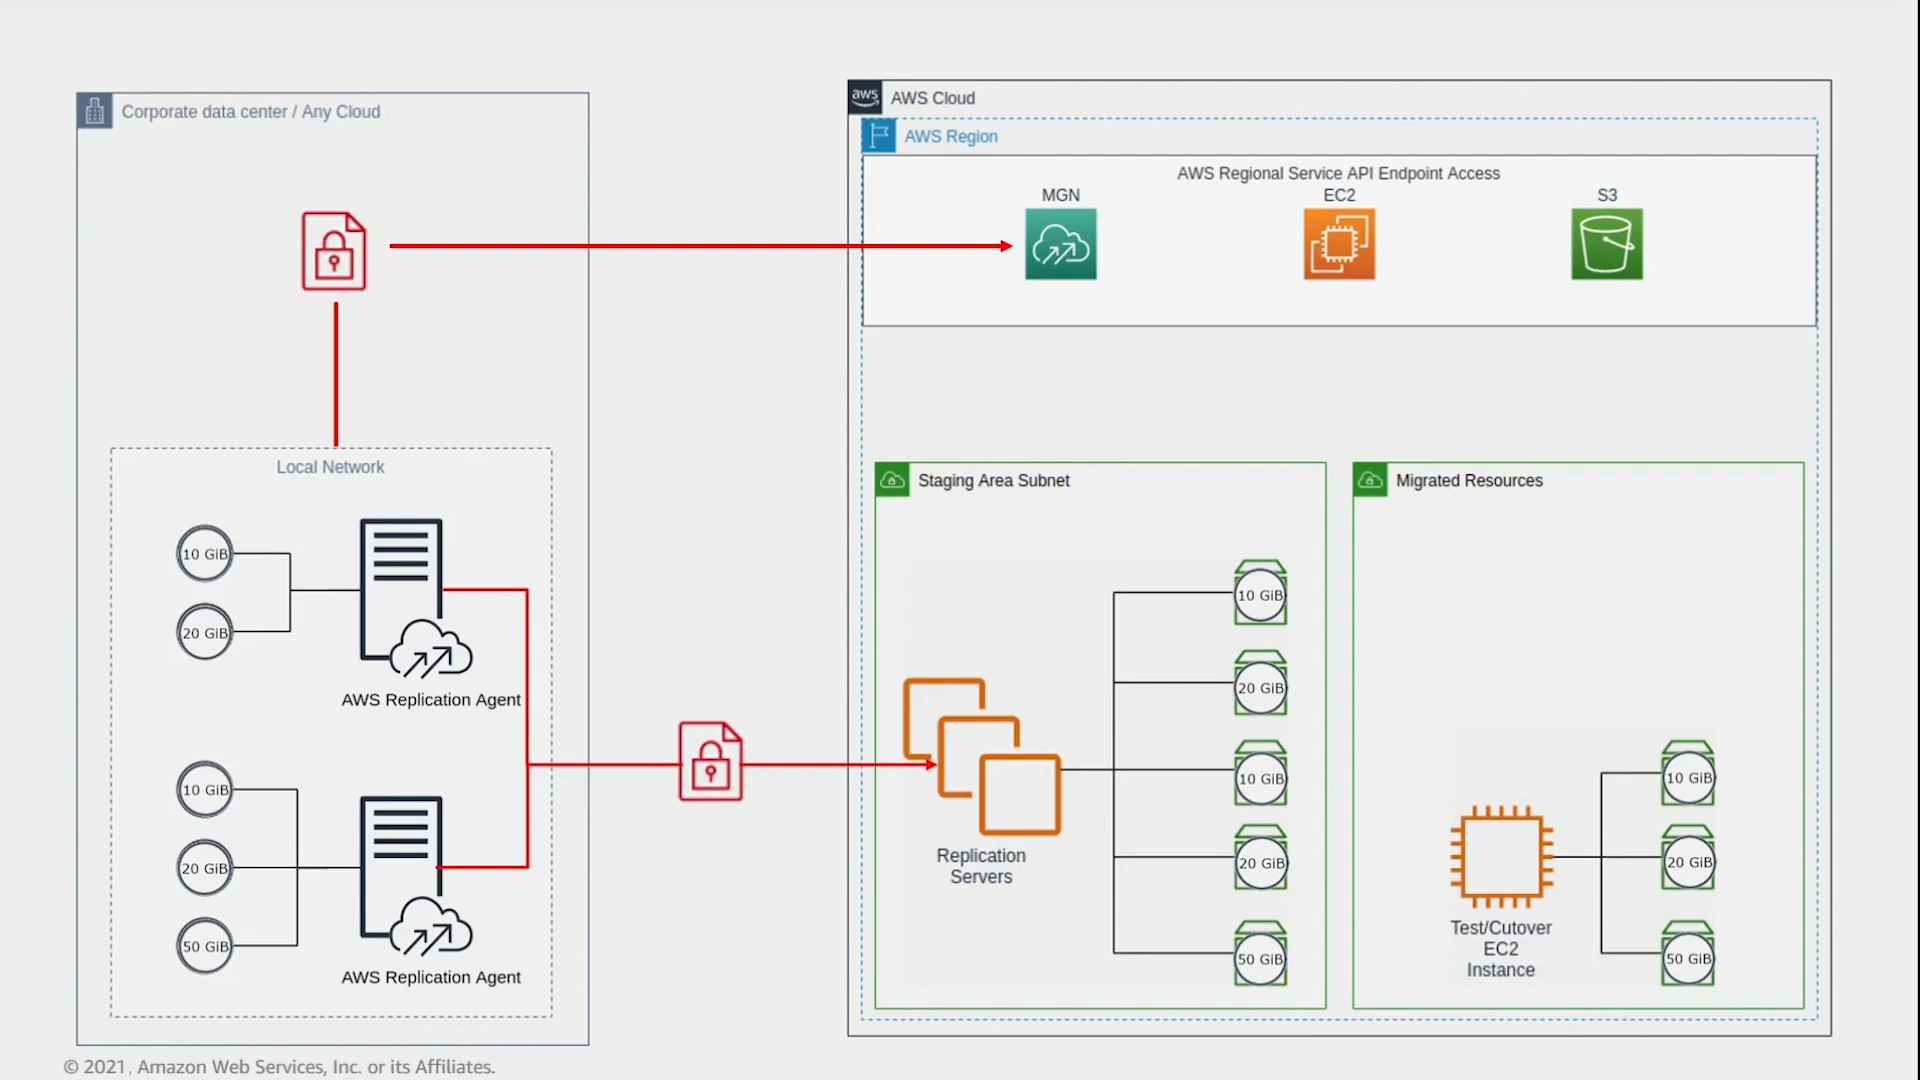 Corporate data center / Any Cloud
aws
AWS Cloud
AWS Region
AWS Regional Service API Endpoint Access
MGN
EC2
S3
Local Network
10 GiB
20 GiB
AWS Replication Agent
10 GiB
20 GiB
50 GiB
AWS Replication Agent
Staging Area Subnet
Replication
Servers
10 GiB
20 GiB
10 GiB
20 GiB
50 GiB
Migrated Resources
Test/Cutover
EC2
Instance
10 GiB
20 GiB
50 GiB
© 2021, Amazon Web Services, Inc. or its Affiliates.